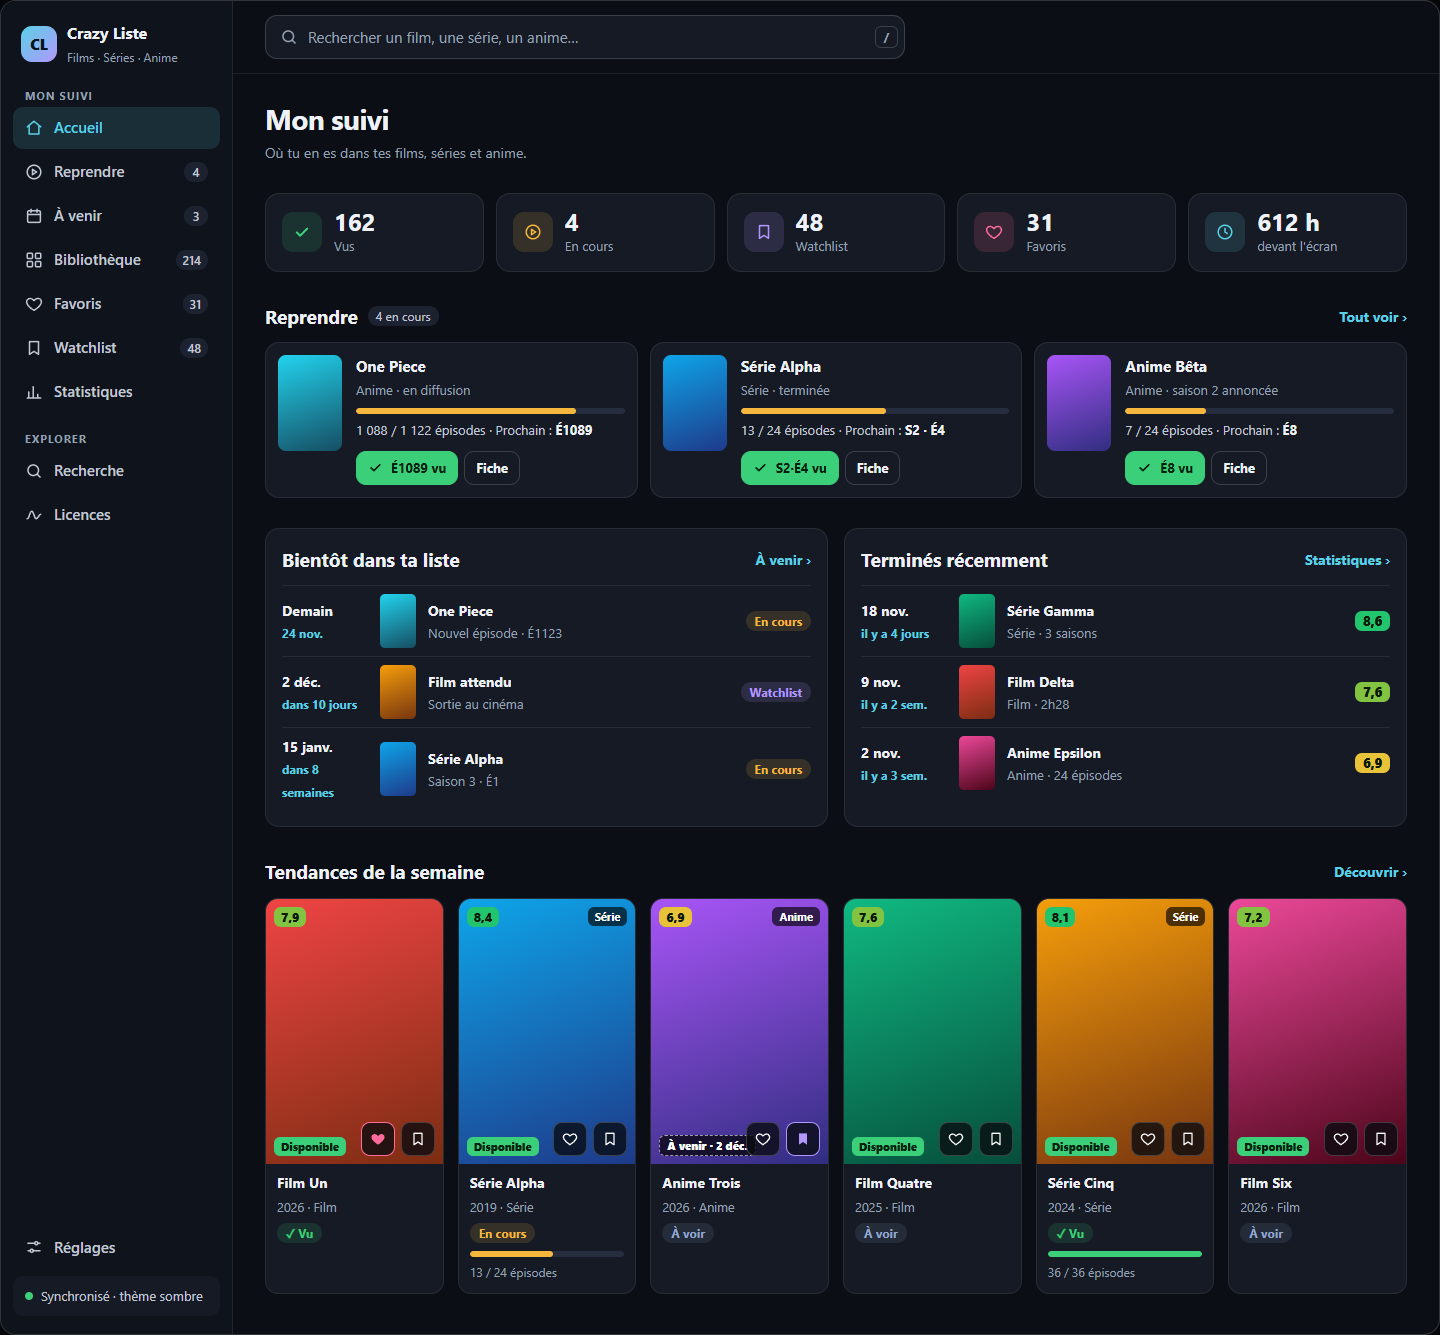 CL
Crazy Liste
Films · Séries · Anime
MON SUIVI
Accueil
Reprendre 4
À venir 3
Bibliothèque 214
Favoris 31
Watchlist 48
Statistiques
EXPLORER
Recherche
Licences
Réglages
Synchronisé · thème sombre
Rechercher un film, une série, un anime... /
Mon suivi
Où tu en es dans tes films, séries et anime.
162
Vus
4
En cours
48
Watchlist
31
Favoris
612 h
devant l'écran
Reprendre 4 en cours Tout voir ›
One Piece
Anime · en diffusion
1 088 / 1 122 épisodes · Prochain : É1089
É1089 vu Fiche
Série Alpha
Série · terminée
13 / 24 épisodes · Prochain : S2 · É4
S2·É4 vu Fiche
Anime Bêta
Anime · saison 2 annoncée
7 / 24 épisodes · Prochain : É8
É8 vu Fiche
Bientôt dans ta liste À venir ›
Demain
24 nov.
One Piece
Nouvel épisode · É1123
En cours
2 déc.
dans 10 jours
Film attendu
Sortie au cinéma
Watchlist
15 janv.
dans 8
semaines
Série Alpha
Saison 3 · É1
En cours
Terminés récemment Statistiques ›
18 nov.
il y a 4 jours
Série Gamma
Série · 3 saisons
8,6
9 nov.
il y a 2 sem.
Film Delta
Film · 2h28
7,6
2 nov.
il y a 3 sem.
Anime Epsilon
Anime · 24 épisodes
6,9
Tendances de la semaine Découvrir ›
7,9
Disponible
Film Un
2026 · Film
✓ Vu
8,4 Série
Disponible
Série Alpha
2019 · Série
En cours
13 / 24 épisodes
6,9 Anime
À venir · 2 déc.
Anime Trois
2026 · Anime
À voir
7,6
Disponible
Film Quatre
2025 · Film
À voir
8,1 Série
Disponible
Série Cinq
2024 · Série
✓ Vu
36 / 36 épisodes
7,2
Disponible
Film Six
2026 · Film
À voir